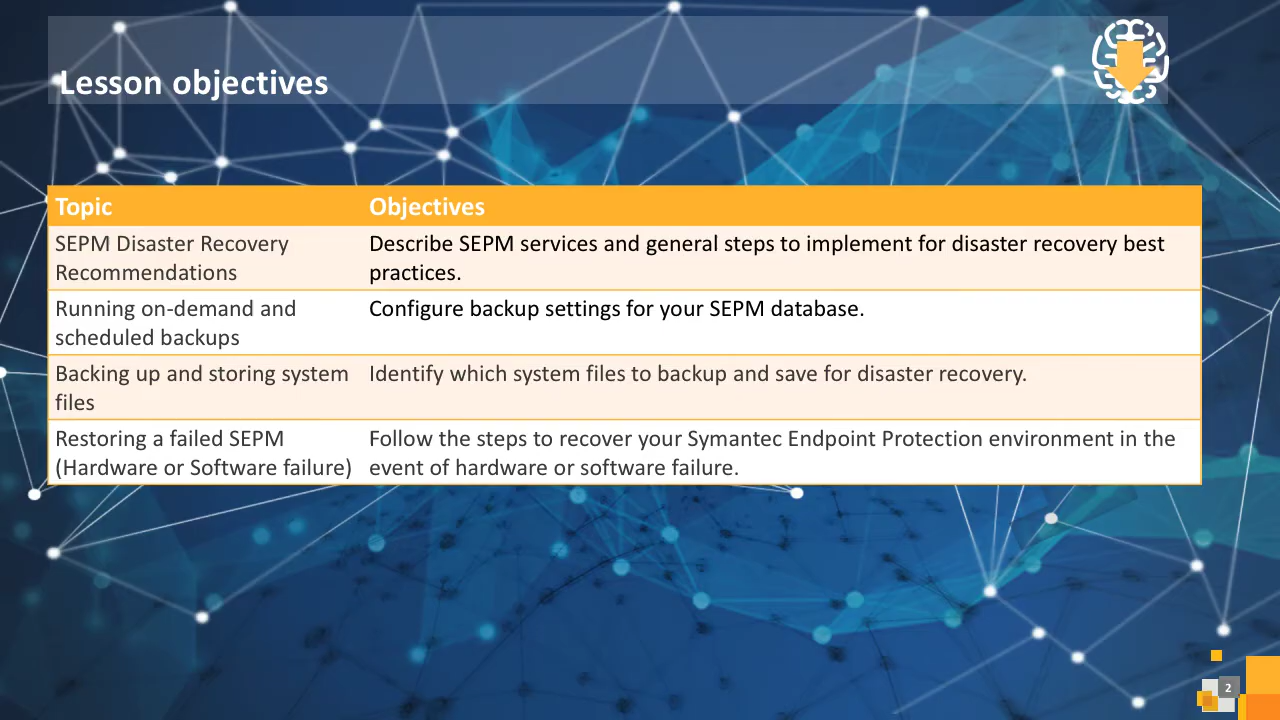 Lesson objectives
Topic Objectives
SEPM Disaster Recovery Recommendations
Describe SEPM services and general steps to implement for disaster recovery best practices.
Running on-demand and scheduled backups
Configure backup settings for your SEPM database.
Backing up and storing system files
Identify which system files to backup and save for disaster recovery.
Restoring a failed SEPM (Hardware or Software failure)
Follow the steps to recover your Symantec Endpoint Protection environment in the event of hardware or software failure.
2